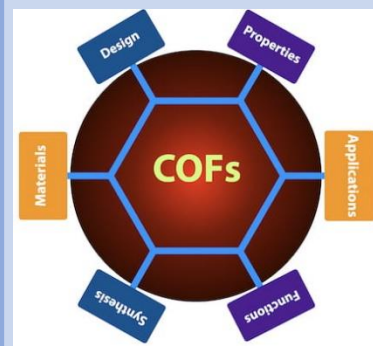 Design
Properties
Materials
COFs
Applications
Synthesis
Functions